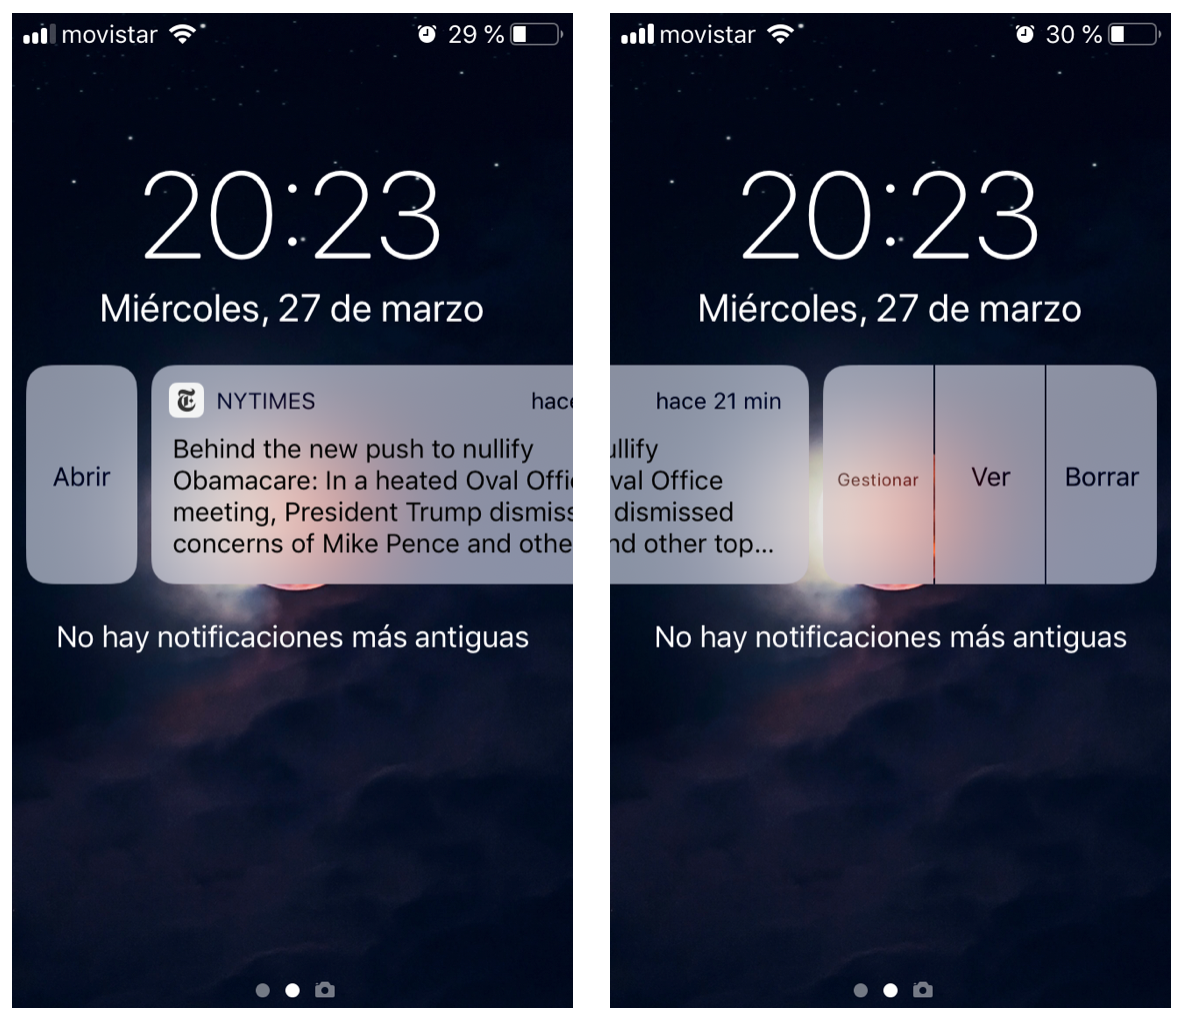 movistar 29 %
20:23
Miércoles, 27 de marzo
Abrir
NYTIMES hace
Behind the new push to nullify
Obamacare: In a heated Oval Offic
meeting, President Trump dismiss
concerns of Mike Pence and othe
No hay notificaciones más antiguas
movistar 30 %
20:23
Miércoles, 27 de marzo
hace 21 min
ullify
val Office
dismissed
nd other top...
Gestionar
Ver
Borrar
No hay notificaciones más antiguas